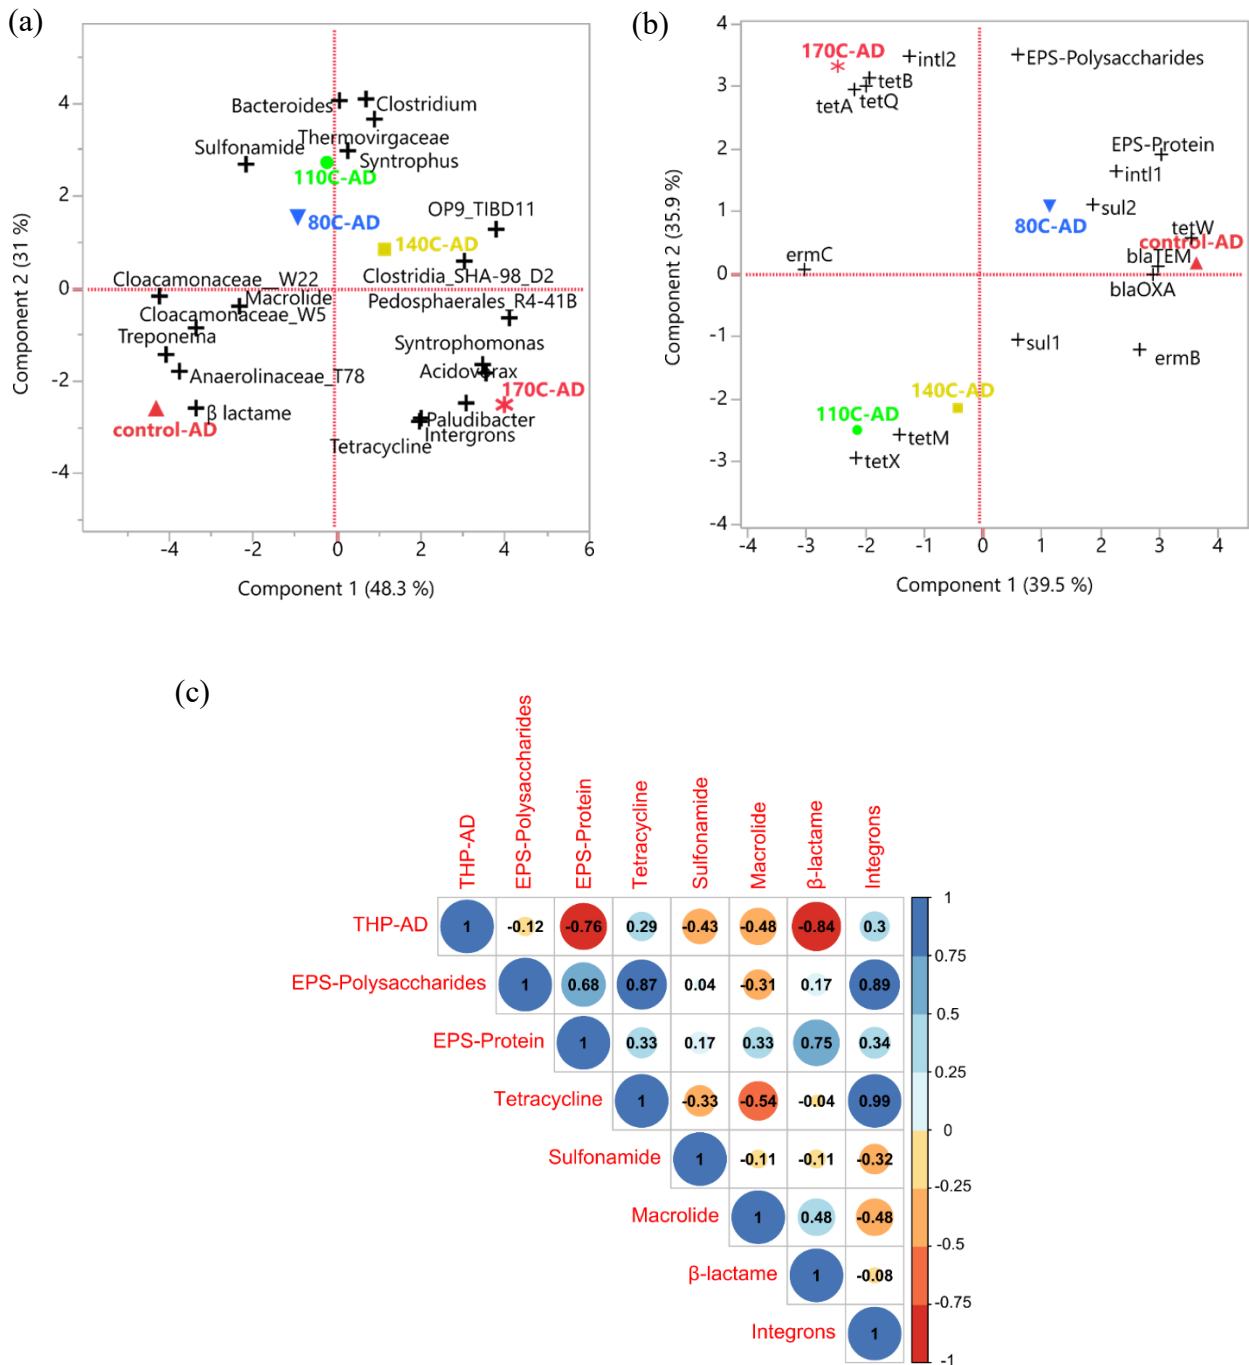 (a)
Component 2 (31 %)
4
2
0
-2
-4
Bacteroides
Clostridium
Thermovirgaceae
Sulfonamide
Syntrophus
110C-AD
80C-AD
OP9_TIBD11
140C-AD
Clostridia_SHA-98_D2
Cloacamonaceae__W22
Macrolide
Pedosphaerales_R4-41B
Cloacamonaceae_W5
Treponema
Syntrophomonas
Anaerolinaceae_T78
Acidovorax
170C-AD
β lactame
control-AD
Paludibacter
Intergrons
Tetracycline
-4
-2
0
2
4
6
Component 1 (48.3 %)
(b)
Component 2 (35.9 %)
4
3
2
1
0
-1
-2
-3
-4
170C-AD
intI2
EPS-Polysaccharides
tetB
tetA
tetQ
EPS-Protein
intI1
sul2
80C-AD
tetW
control-AD
ermC
blaTEM
blaOXA
sul1
ermB
140C-AD
110C-AD
tetM
tetX
-4
-3
-2
-1
0
1
2
3
4
Component 1 (39.5 %)
(c)
THP-AD
EPS-Polysaccharides
EPS-Protein
Tetracycline
Sulfonamide
Macrolide
β-lactame
Integrons
THP-AD 1 -0.12 -0.76 0.29 -0.43 -0.48 -0.84 0.3
EPS-Polysaccharides 1 0.68 0.87 0.04 -0.31 0.17 0.89
EPS-Protein 1 0.33 0.17 0.33 0.75 0.34
Tetracycline 1 -0.33 -0.54 -0.04 0.99
Sulfonamide 1 -0.11 -0.11 -0.32
Macrolide 1 0.48 -0.48
β-lactame 1 -0.08
Integrons 1
1
0.75
0.5
0.25
0
-0.25
-0.5
-0.75
-1